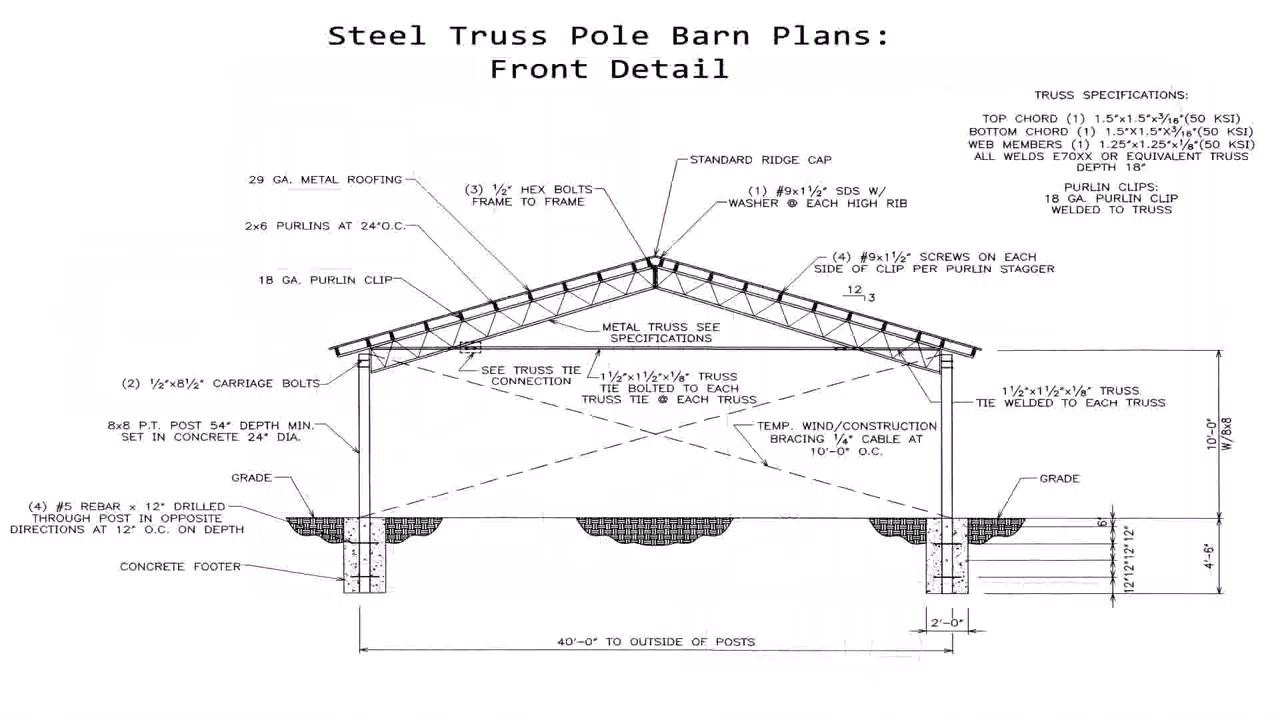 Steel Truss Pole Barn Plans:
Front Detail
TRUSS SPECIFICATIONS:
TOP CHORD (1) 1.5"x1.5"x3/16"(50 KSI)
BOTTOM CHORD (1) 1.5"X1.5"X3/16"(50 KSI)
WEB MEMBERS (1) 1.25"x1.25"x1/8"(50 KSI)
ALL WELDS E70XX OR EQUIVALENT TRUSS
DEPTH 18"
PURLIN CLIPS:
18 GA. PURLIN CLIP
WELDED TO TRUSS
STANDARD RIDGE CAP
29 GA. METAL ROOFING
(3) 1/2" HEX BOLTS
FRAME TO FRAME
(1) #9x1 1/2" SDS W/
WASHER @ EACH HIGH RIB
2x6 PURLINS AT 24"O.C.
(4) #9x1 1/2" SCREWS ON EACH
SIDE OF CLIP PER PURLIN STAGGER
18 GA. PURLIN CLIP
12
3
METAL TRUSS SEE
SPECIFICATIONS
SEE TRUSS TIE
CONNECTION
1 1/2"x1 1/2"x1/8" TRUSS
TIE BOLTED TO EACH
TRUSS TIE @ EACH TRUSS
(2) 1/2"x8 1/2" CARRIAGE BOLTS
1 1/2"x1 1/2"x1/8" TRUSS
TIE WELDED TO EACH TRUSS
8x8 P.T. POST 54" DEPTH MIN.
SET IN CONCRETE 24" DIA.
TEMP. WIND/CONSTRUCTION
BRACING 1/4" CABLE AT
10'-0" O.C.
10'-0"
W/8x8
GRADE
GRADE
(4) #5 REBAR x 12" DRILLED
THROUGH POST IN OPPOSITE
DIRECTIONS AT 12" O.C. ON DEPTH
6"
12"
12"
12"
12"
4'-6"
CONCRETE FOOTER
2'-0"
40'-0" TO OUTSIDE OF POSTS